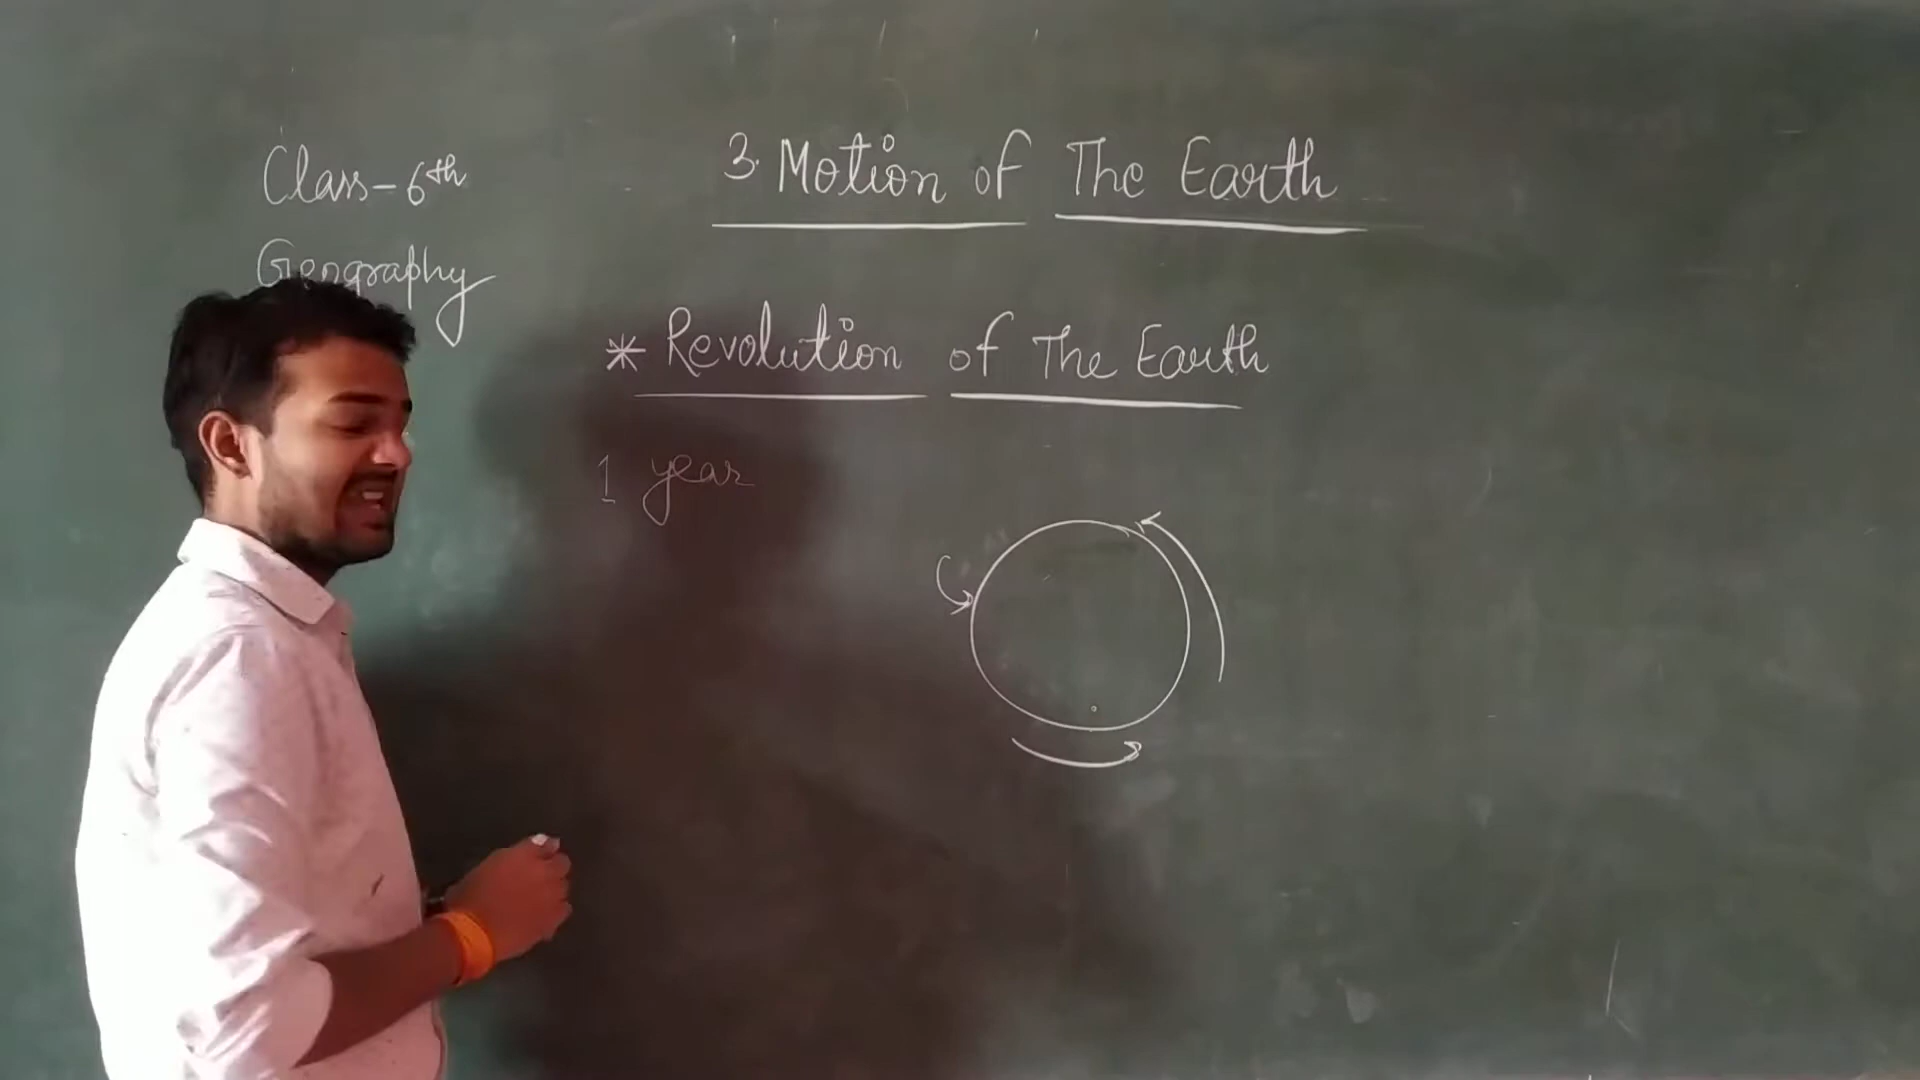 Class-6th
Geography
3. Motion of The Earth
* Revolution of The Earth
1 year